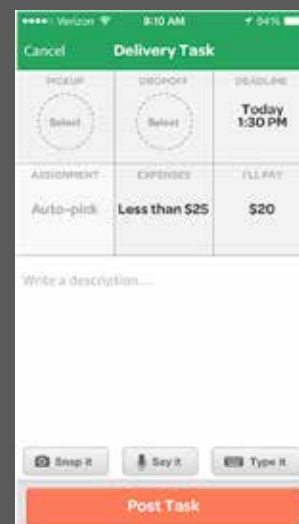 Verizon 9:10 AM 94%
Cancel Delivery Task
PICKUP DROPOFF DEADLINE
Select Select Today
1:30 PM
ASSIGNMENT EXPENSES I'LL PAY
Auto-pick Less than $25 $20
Write a description....
Snap it Say it Type it
Post Task